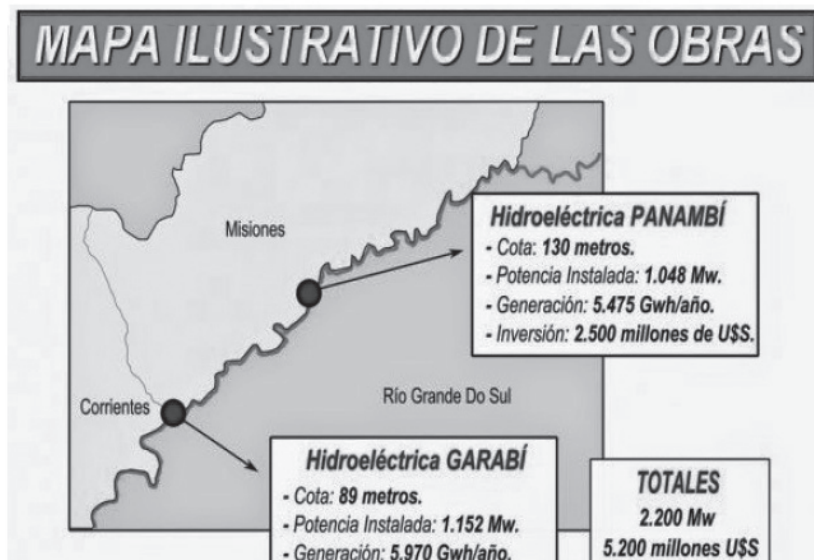 MAPA ILUSTRATIVO DE LAS OBRAS
Misiones
Hidroeléctrica PANAMBÍ
- Cota: 130 metros.
- Potencia Instalada: 1.048 Mw.
- Generación: 5.475 Gwh/año.
- Inversión: 2.500 millones de U$S.
Corrientes
Río Grande Do Sul
Hidroeléctrica GARABÍ
- Cota: 89 metros.
- Potencia Instalada: 1.152 Mw.
- Generación: 5.970 Gwh/año.
TOTALES
2.200 Mw
5.200 millones U$S